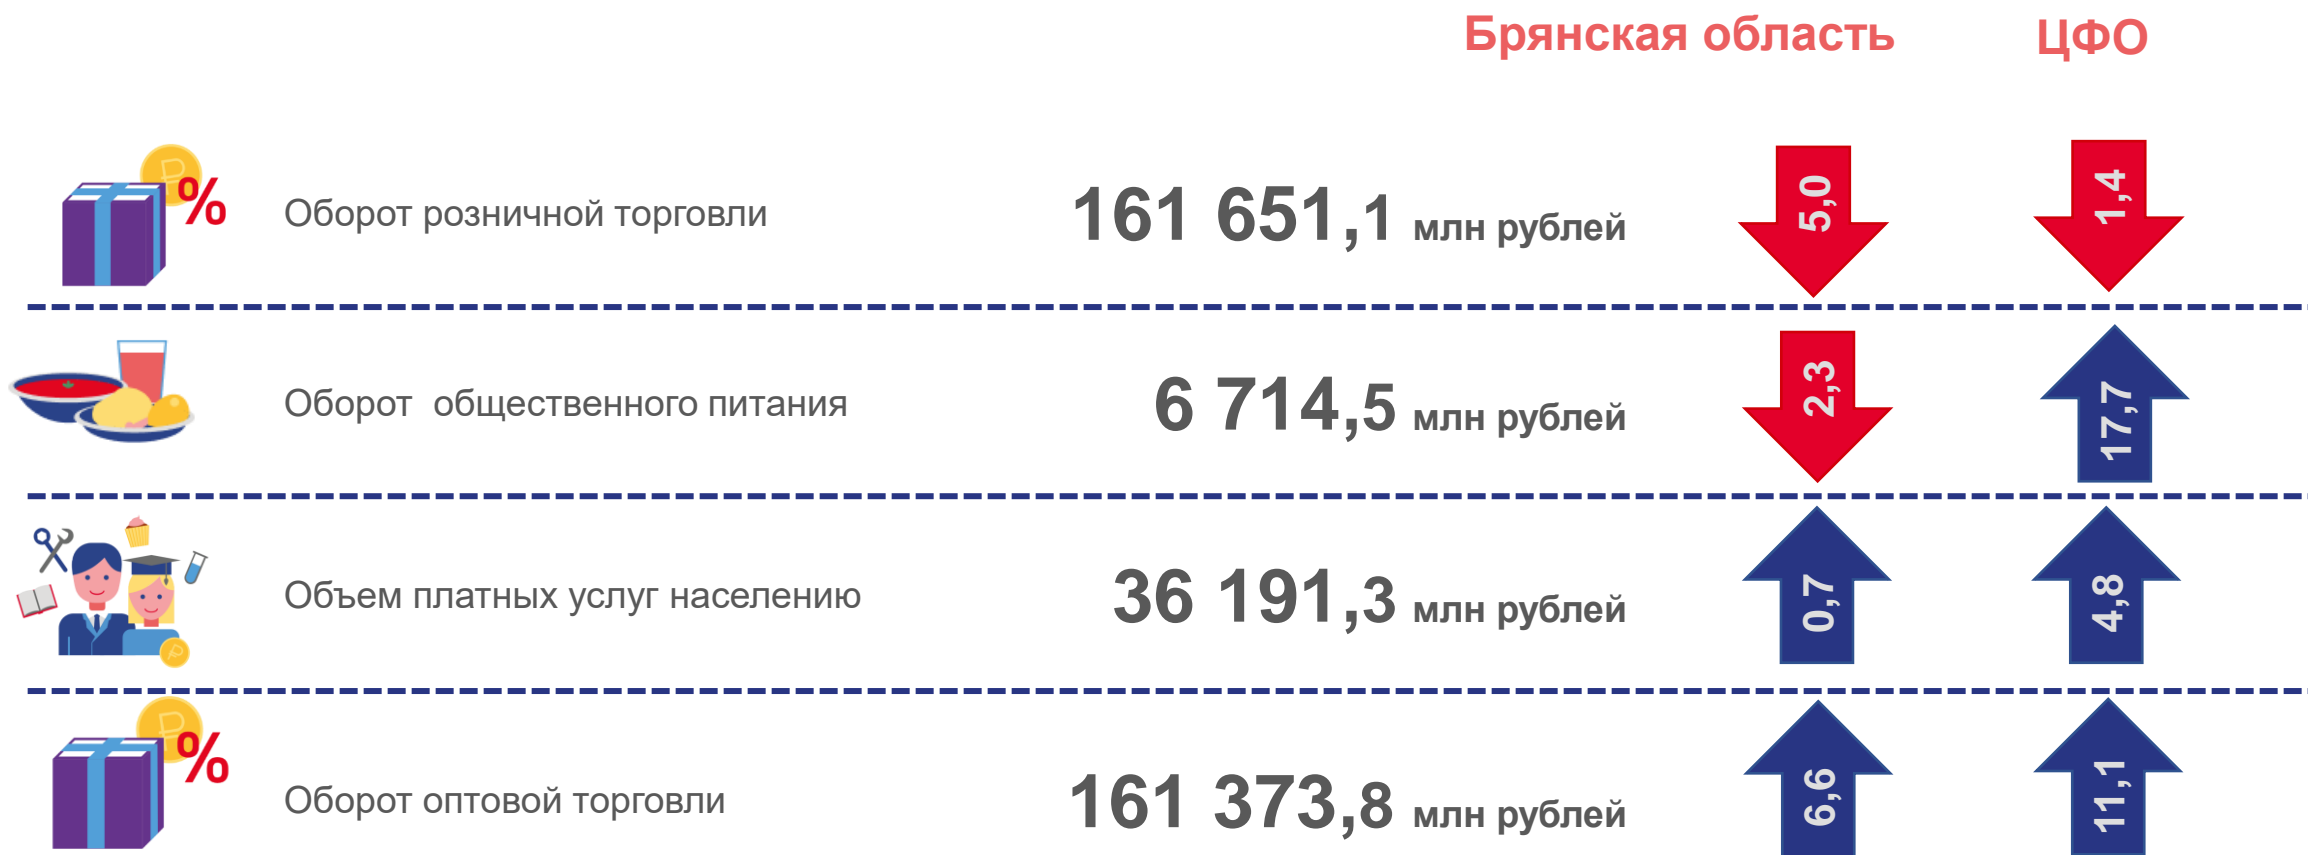 Брянская область ЦФО
% Оборот розничной торговли 161 651,1 млн рублей 5,0 1,4
Оборот общественного питания 6 714,5 млн рублей 2,3 17,7
Объем платных услуг населению 36 191,3 млн рублей 0,7 4,8
% Оборот оптовой торговли 161 373,8 млн рублей 6,6 11,1